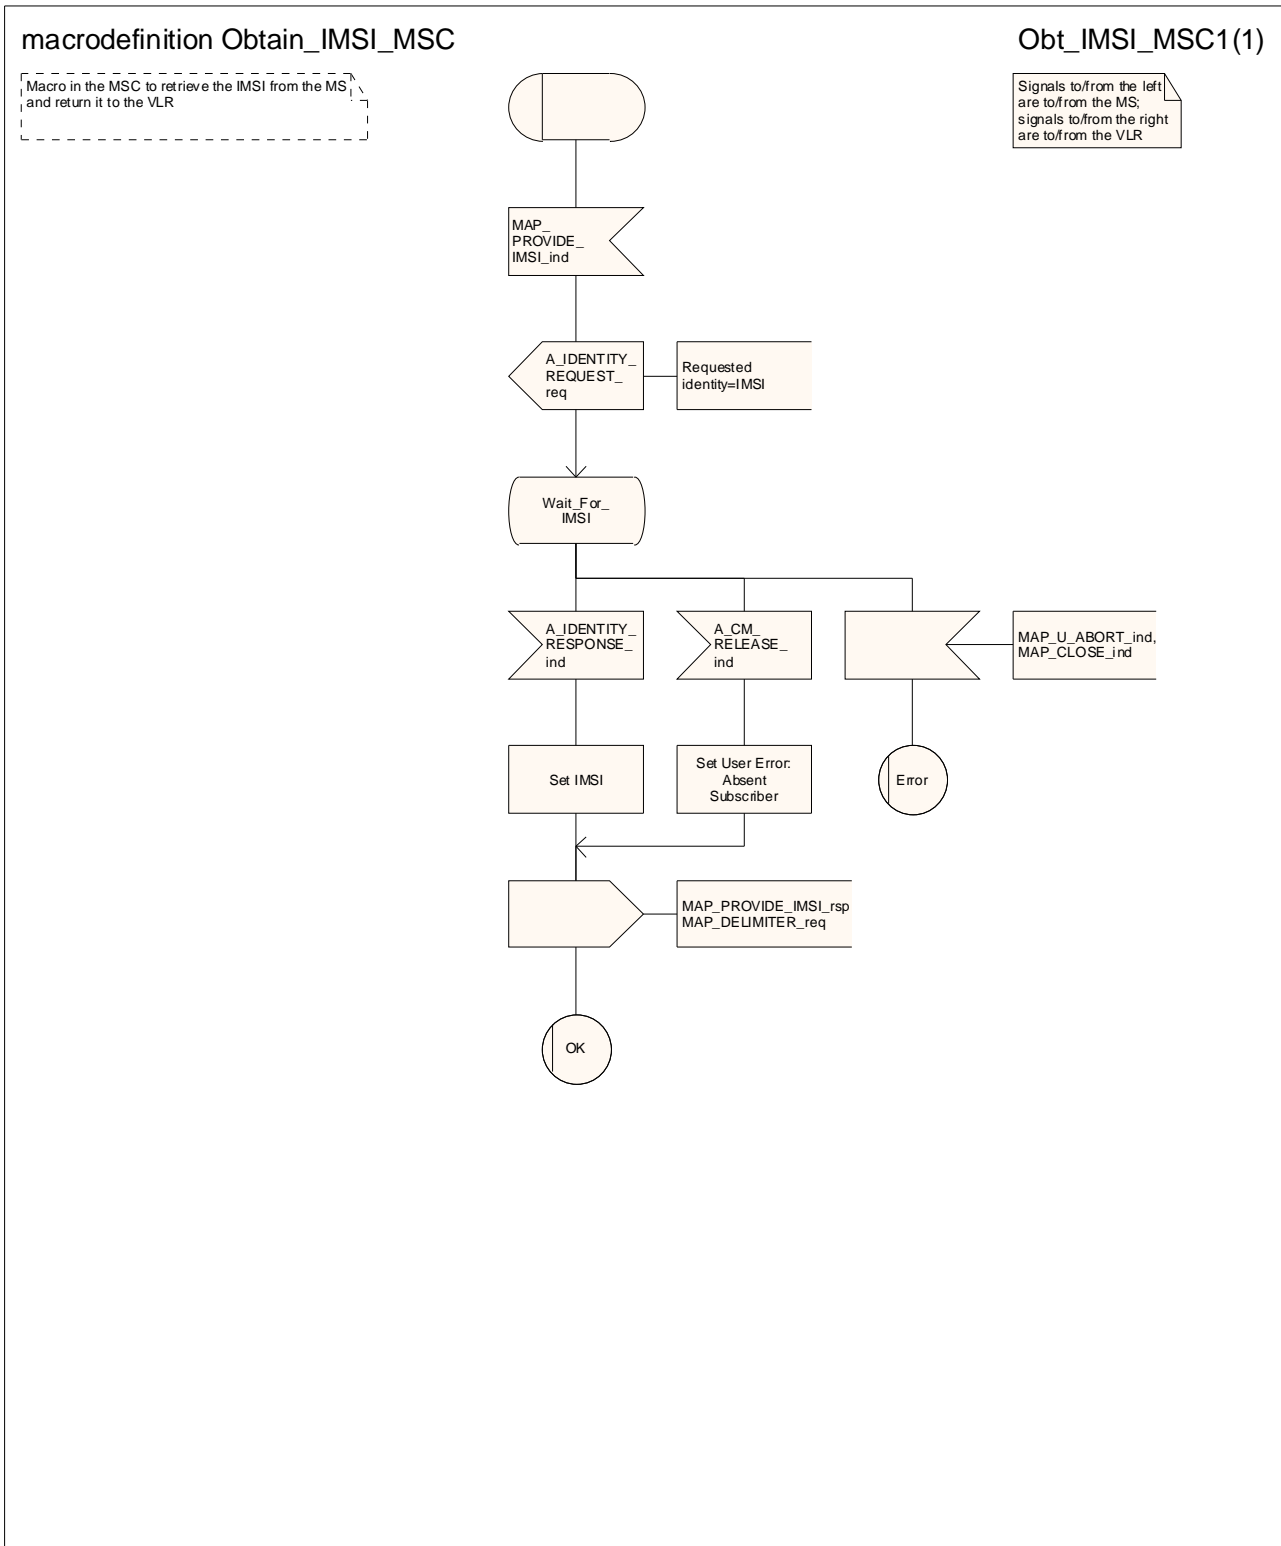 macrodefinition Obtain_IMSI_MSC
Obt_IMSI_MSC1(1)
Macro in the MSC to retrieve the IMSI from the MS
and return it to the VLR
Signals to/from the left
are to/from the MS;
signals to/from the right
are to/from the VLR
MAP_
PROVIDE_
IMSI_ind
A_IDENTITY_
REQUEST_
req
Requested
identity=IMSI
Wait_For_
IMSI
A_IDENTITY_
RESPONSE_
ind
A_CM_
RELEASE_
ind
MAP_U_ABORT_ind,
MAP_CLOSE_ind
Set IMSI
Set User Error:
Absent
Subscriber
Error
MAP_PROVIDE_IMSI_rsp
MAP_DELIMITER_req
OK